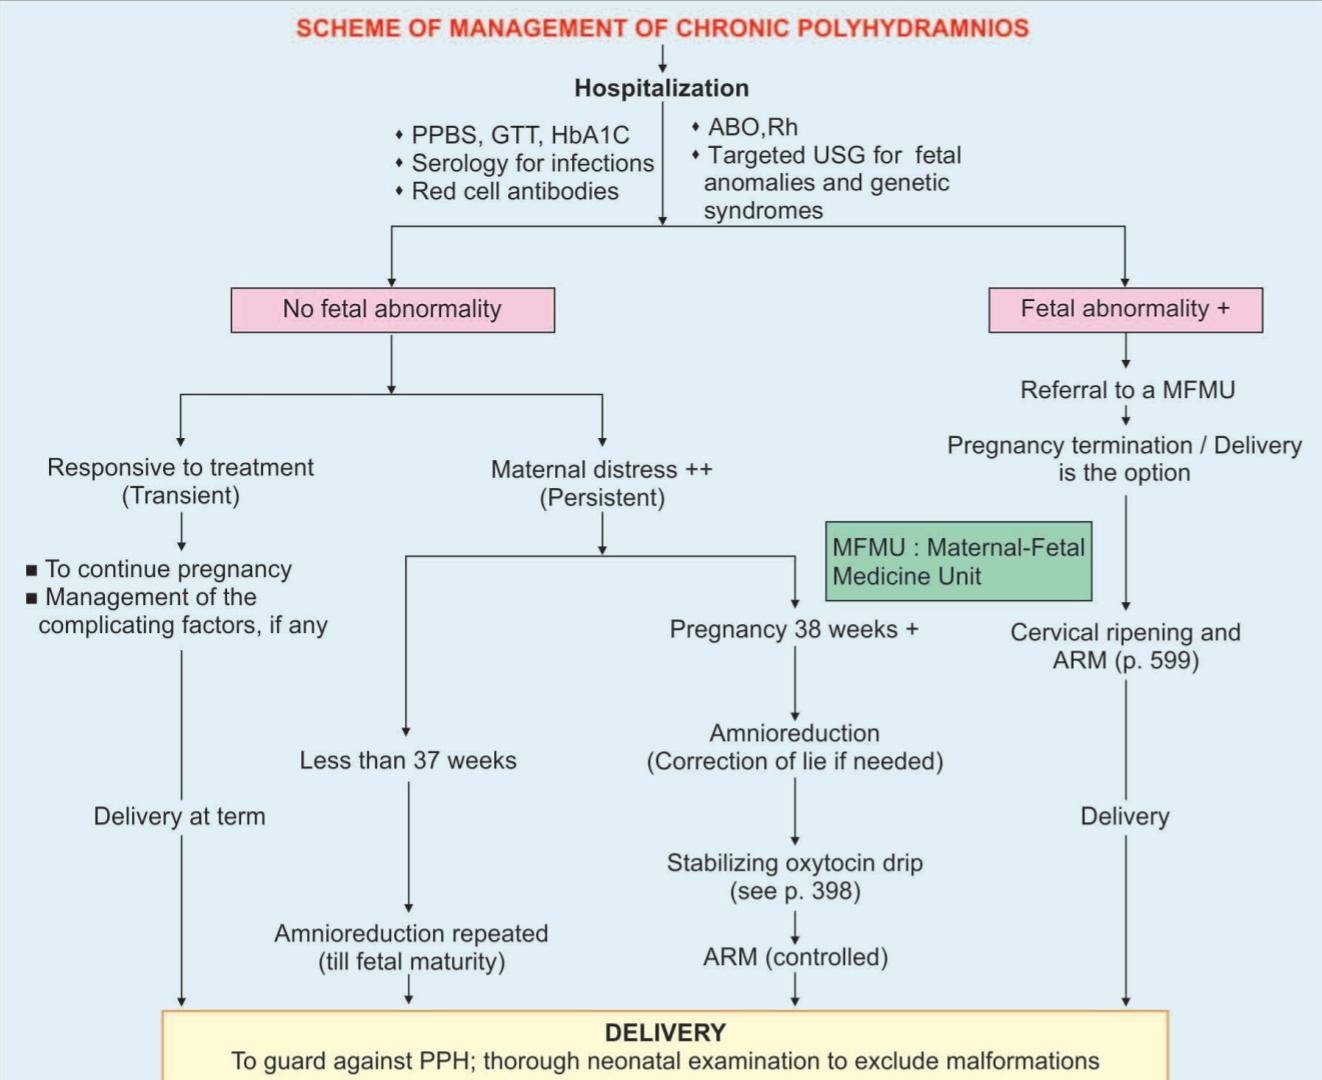 SCHEME OF MANAGEMENT OF CHRONIC POLYHYDRAMNIOS
Hospitalization
♦ PPBS, GTT, HbA1C
♦ Serology for infections
♦ Red cell antibodies
♦ ABO,Rh
♦ Targeted USG for fetal
anomalies and genetic
syndromes
No fetal abnormality
Fetal abnormality +
Responsive to treatment
(Transient)
■ To continue pregnancy
■ Management of the
complicating factors, if any
Delivery at term
Maternal distress ++
(Persistent)
Less than 37 weeks
Amnioreduction repeated
(till fetal maturity)
Pregnancy 38 weeks +
Amnioreduction
(Correction of lie if needed)
Stabilizing oxytocin drip
(see p. 398)
ARM (controlled)
Referral to a MFMU
Pregnancy termination / Delivery
is the option
MFMU : Maternal-Fetal
Medicine Unit
Cervical ripening and
ARM (p. 599)
Delivery
DELIVERY
To guard against PPH; thorough neonatal examination to exclude malformations